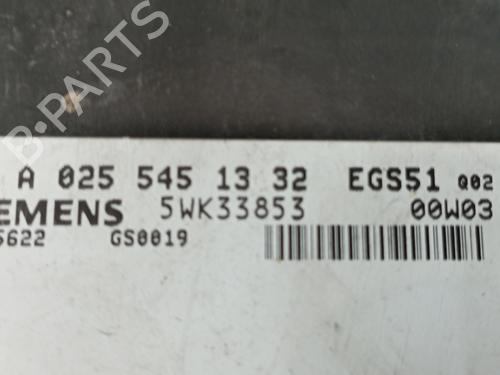 B-PARTS
A 025 545 13 32 EGS51 Q02
EMENS 5WK33853 00W03
5622 GS0019